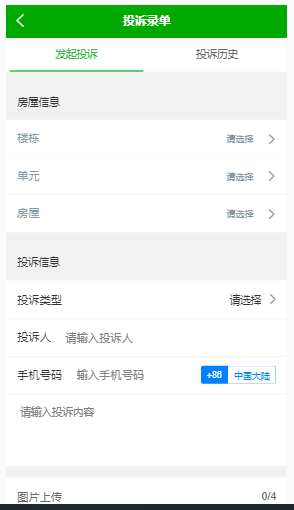 投诉录单
发起投诉 投诉历史
房屋信息
楼栋 请选择
单元 请选择
房屋 请选择
投诉信息
投诉类型 请选择
投诉人 请输入投诉人
手机号码 输入手机号码 +86 中国大陆
请输入投诉内容
图片上传 0/4